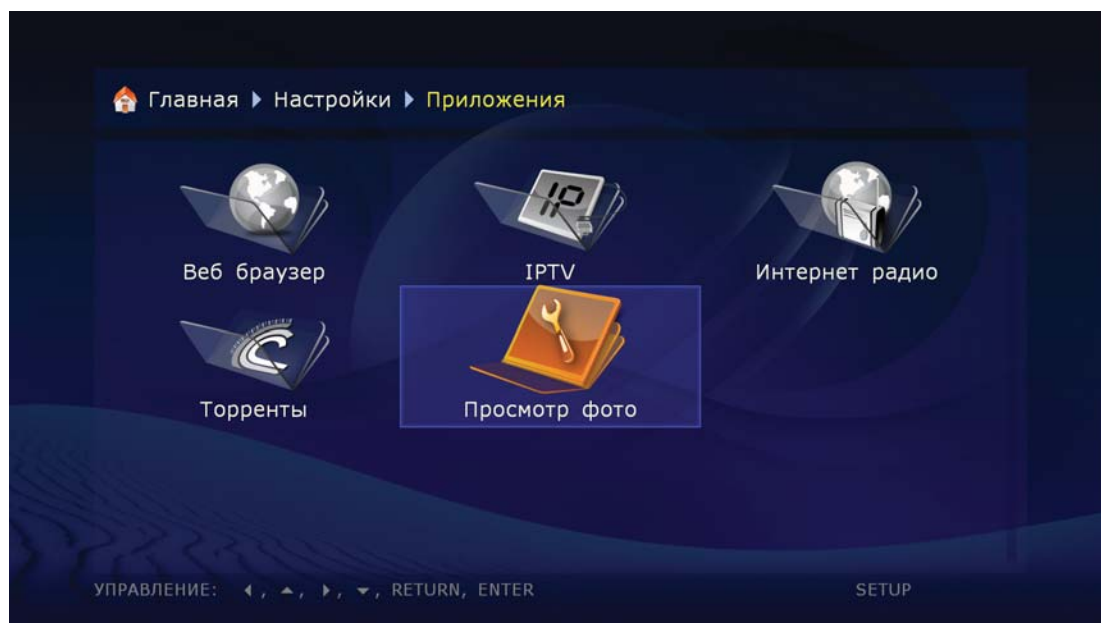 Главная ▶ Настройки ▶ Приложения
Веб браузер
IPTV
Интернет радио
Торренты
Просмотр фото
УПРАВЛЕНИЕ: ◀, ▲, ▶, ▼, RETURN, ENTER
SETUP